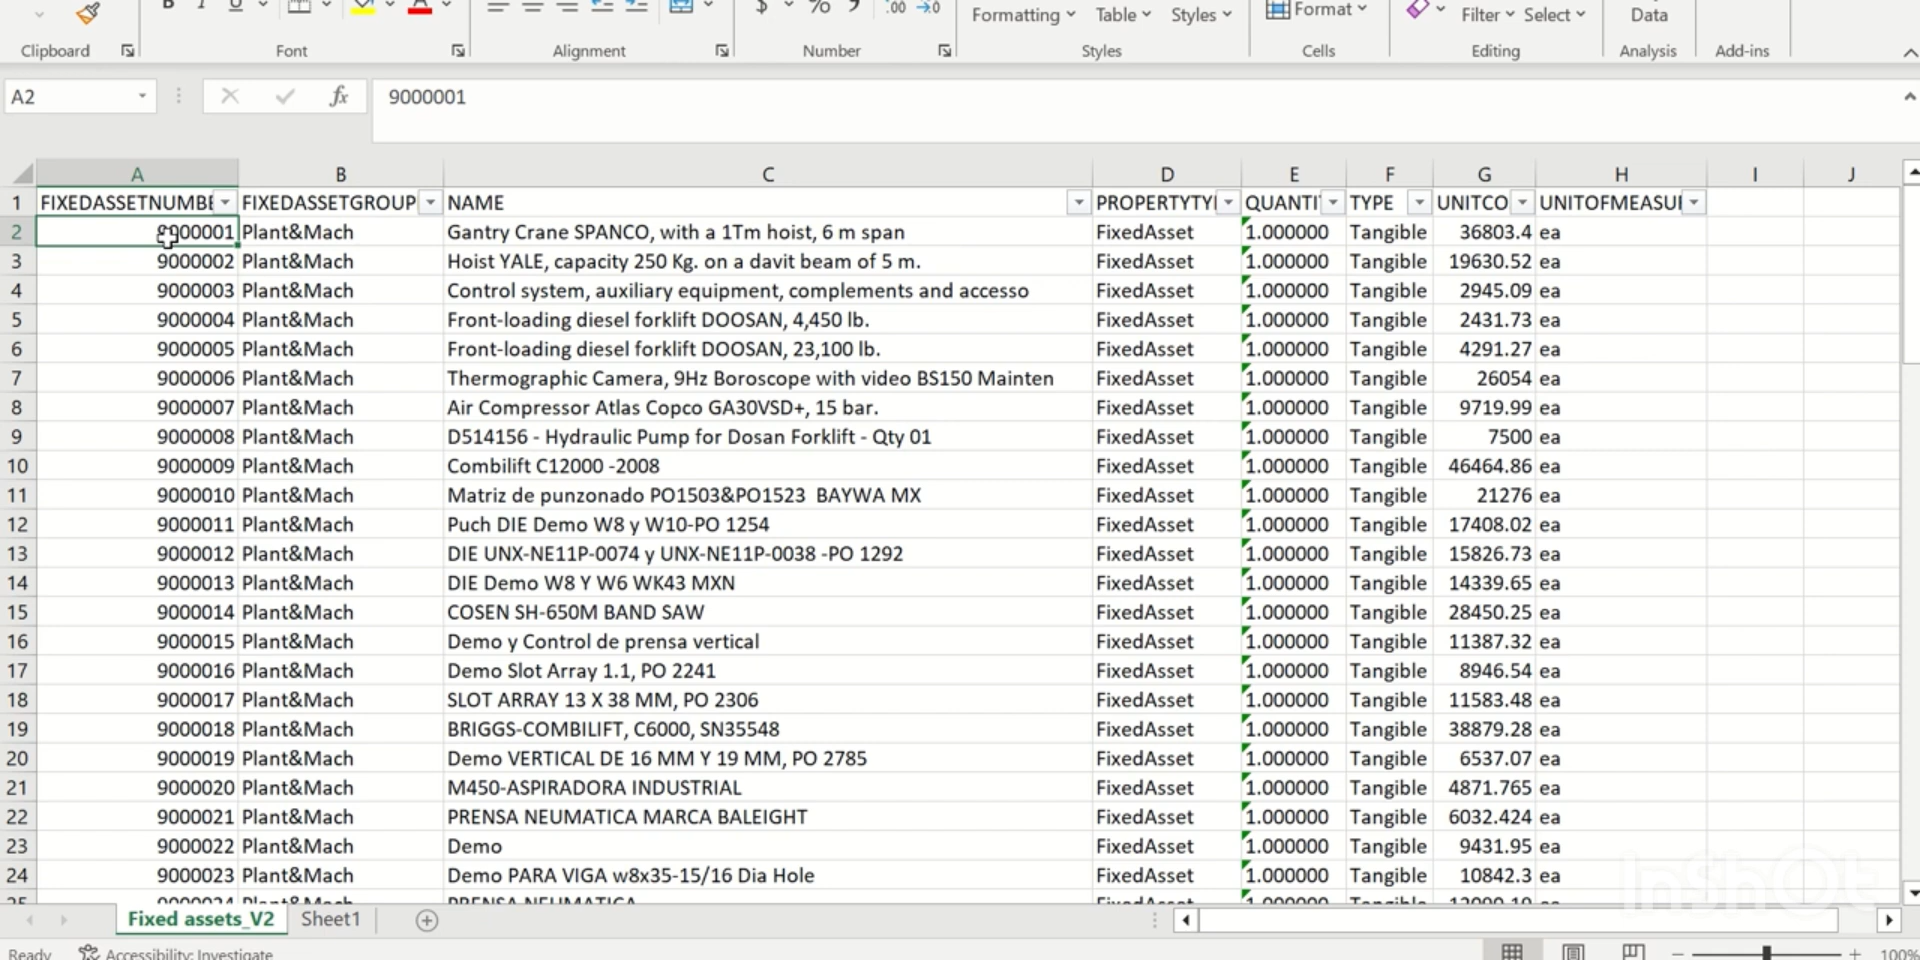 B I U $ % 9 .00 →0
Formatting Table Styles Format Filter Select Data
Clipboard Font Alignment Number Styles Cells Editing Analysis Add-ins
A2 fx 9000001
A B C D E F G H I J
1 FIXEDASSETNUMBE FIXEDASSETGROUP NAME PROPERTYTY QUANTI TYPE UNITCO UNITOFMEASU
2 9000001 Plant&Mach Gantry Crane SPANCO, with a 1Tm hoist, 6 m span FixedAsset 1.000000 Tangible 36803.4 ea
3 9000002 Plant&Mach Hoist YALE, capacity 250 Kg. on a davit beam of 5 m. FixedAsset 1.000000 Tangible 19630.52 ea
4 9000003 Plant&Mach Control system, auxiliary equipment, complements and accesso FixedAsset 1.000000 Tangible 2945.09 ea
5 9000004 Plant&Mach Front-loading diesel forklift DOOSAN, 4,450 lb. FixedAsset 1.000000 Tangible 2431.73 ea
6 9000005 Plant&Mach Front-loading diesel forklift DOOSAN, 23,100 lb. FixedAsset 1.000000 Tangible 4291.27 ea
7 9000006 Plant&Mach Thermographic Camera, 9Hz Boroscope with video BS150 Mainten FixedAsset 1.000000 Tangible 26054 ea
8 9000007 Plant&Mach Air Compressor Atlas Copco GA30VSD+, 15 bar. FixedAsset 1.000000 Tangible 9719.99 ea
9 9000008 Plant&Mach D514156 - Hydraulic Pump for Dosan Forklift - Qty 01 FixedAsset 1.000000 Tangible 7500 ea
10 9000009 Plant&Mach Combilift C12000 -2008 FixedAsset 1.000000 Tangible 46464.86 ea
11 9000010 Plant&Mach Matriz de punzonado PO1503&PO1523 BAYWA MX FixedAsset 1.000000 Tangible 21276 ea
12 9000011 Plant&Mach Puch DIE Demo W8 y W10-PO 1254 FixedAsset 1.000000 Tangible 17408.02 ea
13 9000012 Plant&Mach DIE UNX-NE11P-0074 y UNX-NE11P-0038 -PO 1292 FixedAsset 1.000000 Tangible 15826.73 ea
14 9000013 Plant&Mach DIE Demo W8 Y W6 WK43 MXN FixedAsset 1.000000 Tangible 14339.65 ea
15 9000014 Plant&Mach COSEN SH-650M BAND SAW FixedAsset 1.000000 Tangible 28450.25 ea
16 9000015 Plant&Mach Demo y Control de prensa vertical FixedAsset 1.000000 Tangible 11387.32 ea
17 9000016 Plant&Mach Demo Slot Array 1.1, PO 2241 FixedAsset 1.000000 Tangible 8946.54 ea
18 9000017 Plant&Mach SLOT ARRAY 13 X 38 MM, PO 2306 FixedAsset 1.000000 Tangible 11583.48 ea
19 9000018 Plant&Mach BRIGGS-COMBILIFT, C6000, SN35548 FixedAsset 1.000000 Tangible 38879.28 ea
20 9000019 Plant&Mach Demo VERTICAL DE 16 MM Y 19 MM, PO 2785 FixedAsset 1.000000 Tangible 6537.07 ea
21 9000020 Plant&Mach M450-ASPIRADORA INDUSTRIAL FixedAsset 1.000000 Tangible 4871.765 ea
22 9000021 Plant&Mach PRENSA NEUMATICA MARCA BALEIGHT FixedAsset 1.000000 Tangible 6032.424 ea
23 9000022 Plant&Mach Demo FixedAsset 1.000000 Tangible 9431.95 ea
24 9000023 Plant&Mach Demo PARA VIGA w8x35-15/16 Dia Hole FixedAsset 1.000000 Tangible 10842.3 ea
Fixed assets_V2 Sheet1
Ready Accessibility: Investigate 100%
InShOt